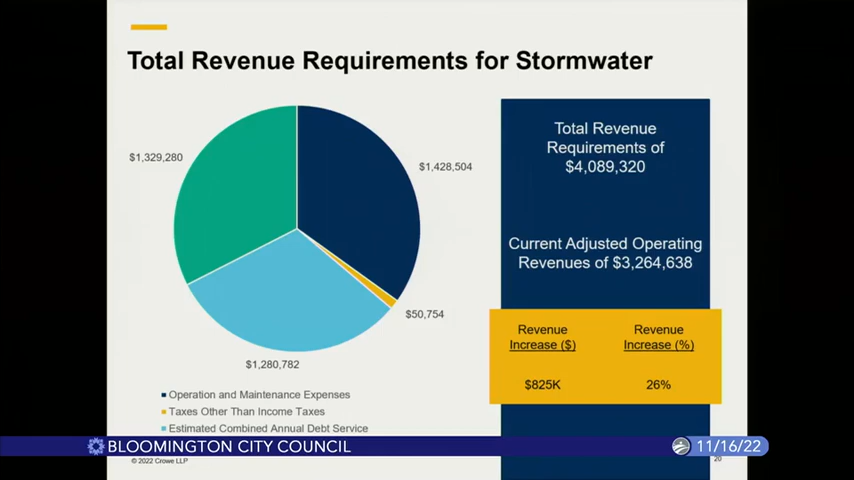 Total Revenue Requirements for Stormwater
$1,329,280
$1,428,504
$50,754
$1,280,782
Operation and Maintenance Expenses
Taxes Other Than Income Taxes
Estimated Combined Annual Debt Service
Total Revenue
Requirements of
$4,089,320
Current Adjusted Operating
Revenues of $3,264,638
Revenue
Increase ($)
$825K
Revenue
Increase (%)
26%
BLOOMINGTON CITY COUNCIL
11/16/22
© 2022 Crowe LLP
20